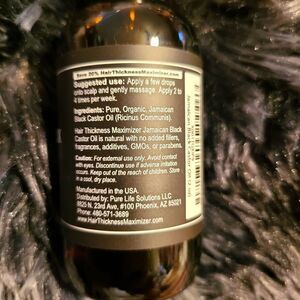 Save 20% HairThicknessMaximizer.com
Suggested use: Apply a few drops
onto scalp and gently massage. Apply 2 to
4 times per week.
Ingredients: Pure, Organic, Jamaican
Black Castor Oil (Ricinus Communis).
Hair Thickness Maximizer Jamaican Black
Castor Oil is natural with no added fillers,
fragrances, additives, GMOs, or parabens.
Caution: For external use only. Avoid contact
with eyes. Discontinue use if adverse irritation
occurs. Keep out of the reach of children. Store
in a cool, dry place.
Manufactured in the USA.
Distributed by: Pure Life Solutions LLC
8825 N. 23rd Ave, #100 Phoenix, AZ 85021
Phone: 480-571-3689
www.HairThicknessMaximizer.com